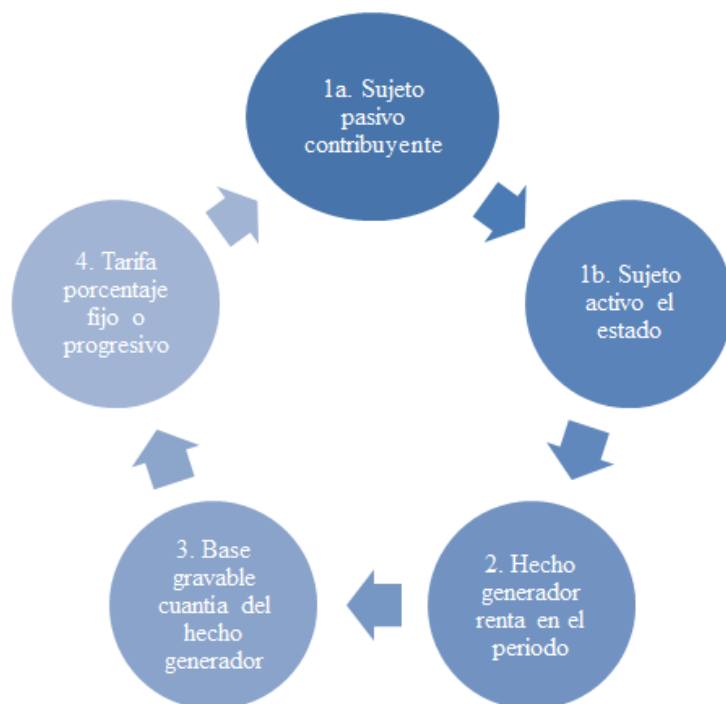 1a. Sujeto
pasivo
contribuyente
1b. Sujeto
activo el
estado
2. Hecho
generador
renta en el
periodo
3. Base
gravable
cuantia del
hecho
generador
4. Tarifa
porcentaje
fijo o
progresivo